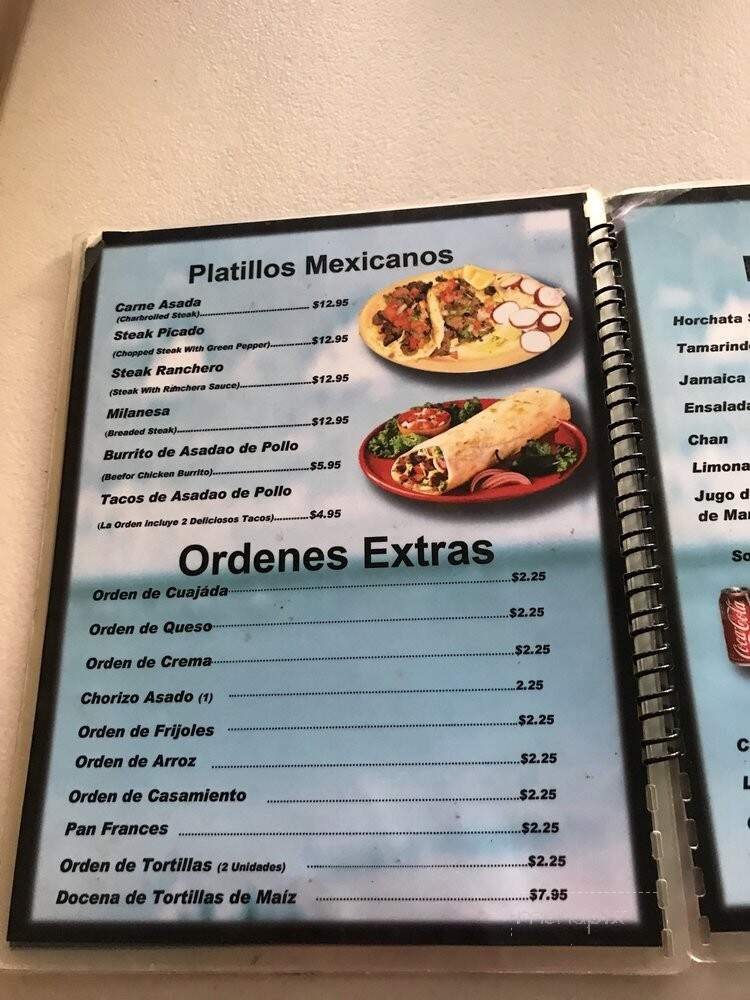 Platillos Mexicanos
Carne Asada
(Charbroiled Steak)........................................ $12.95
Steak Picado
(Chopped Steak With Green Pepper)...............$12.95
Steak Ranchero
(Steak With Rinchera Sauce)..........................$12.95
Milanesa
(Breaded Steak)................................................$12.95
Burrito de Asadao de Pollo
(Beefor Chicken Burrito)..................................$5.95
Tacos de Asadao de Pollo
(La Orden Incluye 2 Deliciosos Tacos)............$4.95
Ordenes Extras
Orden de Cuajáda............................................................$2.25
Orden de Queso..............................................................$2.25
Orden de Crema..............................................................$2.25
Chorizo Asado (1) ...........................................................2.25
Orden de Frijoles ............................................................$2.25
Orden de Arroz ...............................................................$2.25
Orden de Casamiento .....................................................$2.25
Pan Frances ....................................................................$2.25
Orden de Tortillas (2 Unidades) .....................................$2.25
Docena de Tortillas de Maíz ...........................................$7.95
Horchata
Tamarindo
Jamaica
Ensalada
Chan
Limona
Jugo d
de Mar
So
Coca-Cola
C
L
menupix